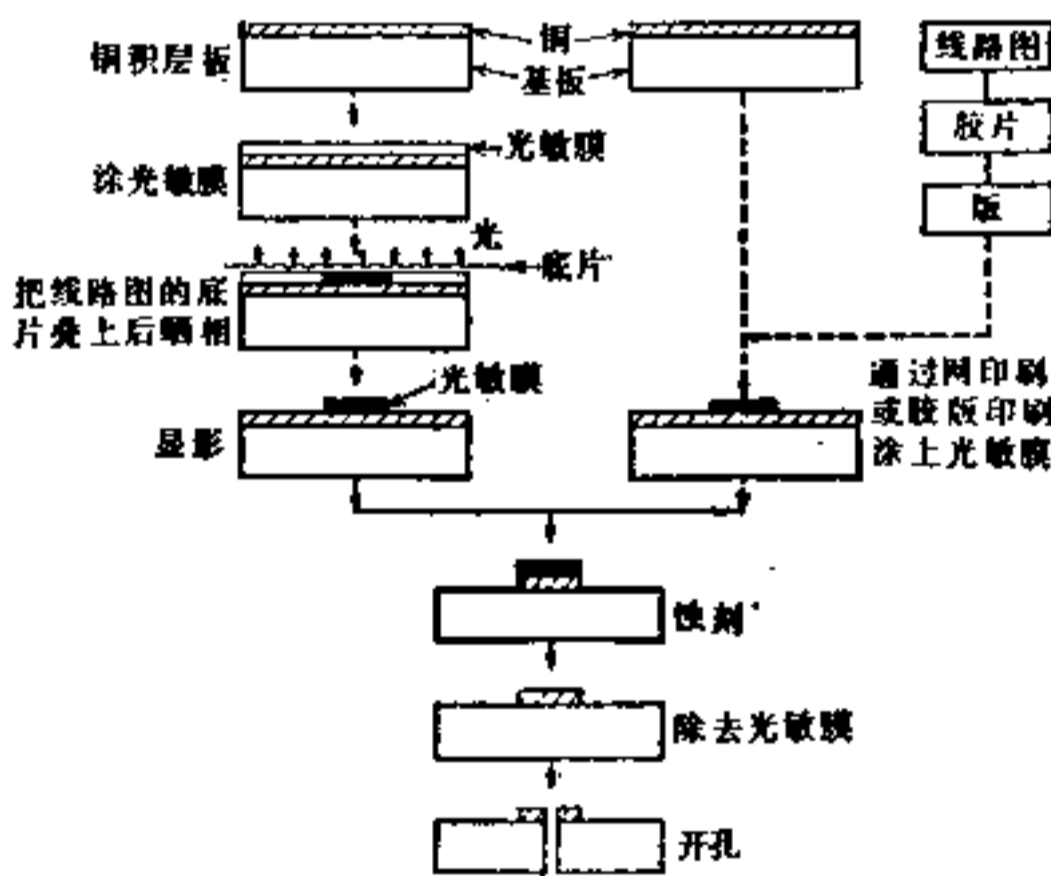 铜积层板
铜
基板
线路图
胶片
版
涂光敏膜
光敏膜
光
底片
把线路图的底
片叠上后晒相
光敏膜
显影
通过网印刷
或胶版印刷
涂上光敏膜
蚀刻
除去光敏膜
开孔